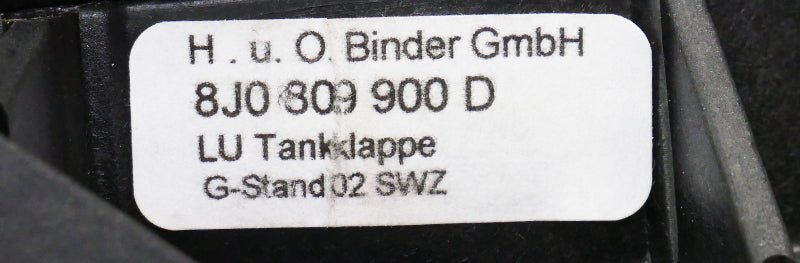 H . u. O. Binder GmbH
8J0 809 900 D
LU Tankklappe
G-Stand 02 SWZ